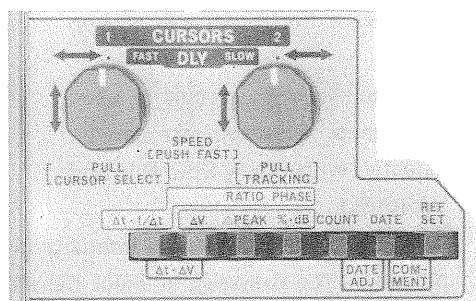 1 CURSORS 2
FAST DLY SLOW
SPEED
[PUSH FAST]
[PULL CURSOR SELECT]
[PULL TRACKING]
RATIO PHASE
Δt·1/Δt ΔV ΔPEAK %·dB COUNT DATE REF SET
Δt·ΔV DATE ADJ COM-MENT